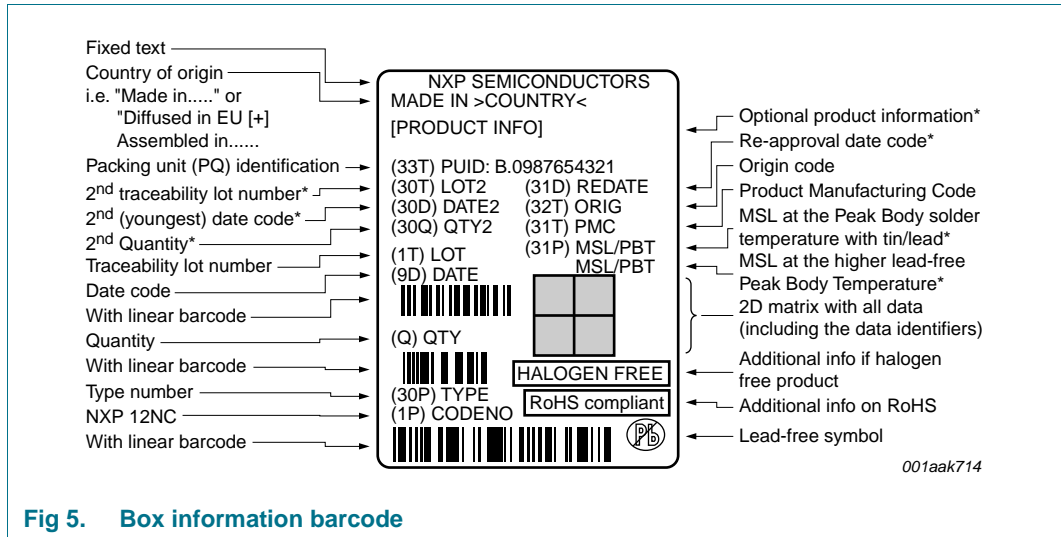 Fixed text
Country of origin
i.e. "Made in....." or
"Diffused in EU [+]
Assembled in......
Packing unit (PQ) identification
2nd traceability lot number*
2nd (youngest) date code*
2nd Quantity*
Traceability lot number
Date code
With linear barcode
Quantity
With linear barcode
Type number
NXP 12NC
With linear barcode
NXP SEMICONDUCTORS
MADE IN >COUNTRY<
[PRODUCT INFO]
(33T) PUID: B.0987654321
(30T) LOT2 (31D) REDATE
(30D) DATE2 (32T) ORIG
(30Q) QTY2 (31T) PMC
(31P) MSL/PBT
(1T) LOT MSL/PBT
(9D) DATE
(Q) QTY
HALOGEN FREE
(30P) TYPE
RoHS compliant
(1P) CODENO
Pb
Optional product information*
Re-approval date code*
Origin code
Product Manufacturing Code
MSL at the Peak Body solder
temperature with tin/lead*
MSL at the higher lead-free
Peak Body Temperature*
2D matrix with all data
(including the data identifiers)
Additional info if halogen
free product
Additional info on RoHS
Lead-free symbol
001aak714
Fig 5. Box information barcode